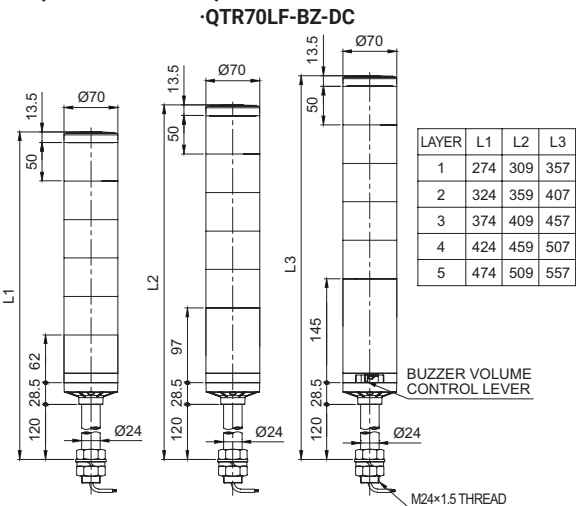 ·QTR70LF-BZ-DC
Ø70
13.5
50
L1
62
28.5
120
Ø24
Ø70
13.5
50
L2
97
28.5
120
Ø24
Ø70
13.5
50
L3
145
28.5
120
Ø24
BUZZER VOLUME
CONTROL LEVER
M24×1.5 THREAD
LAYER L1 L2 L3
1 274 309 357
2 324 359 407
3 374 409 457
4 424 459 507
5 474 509 557